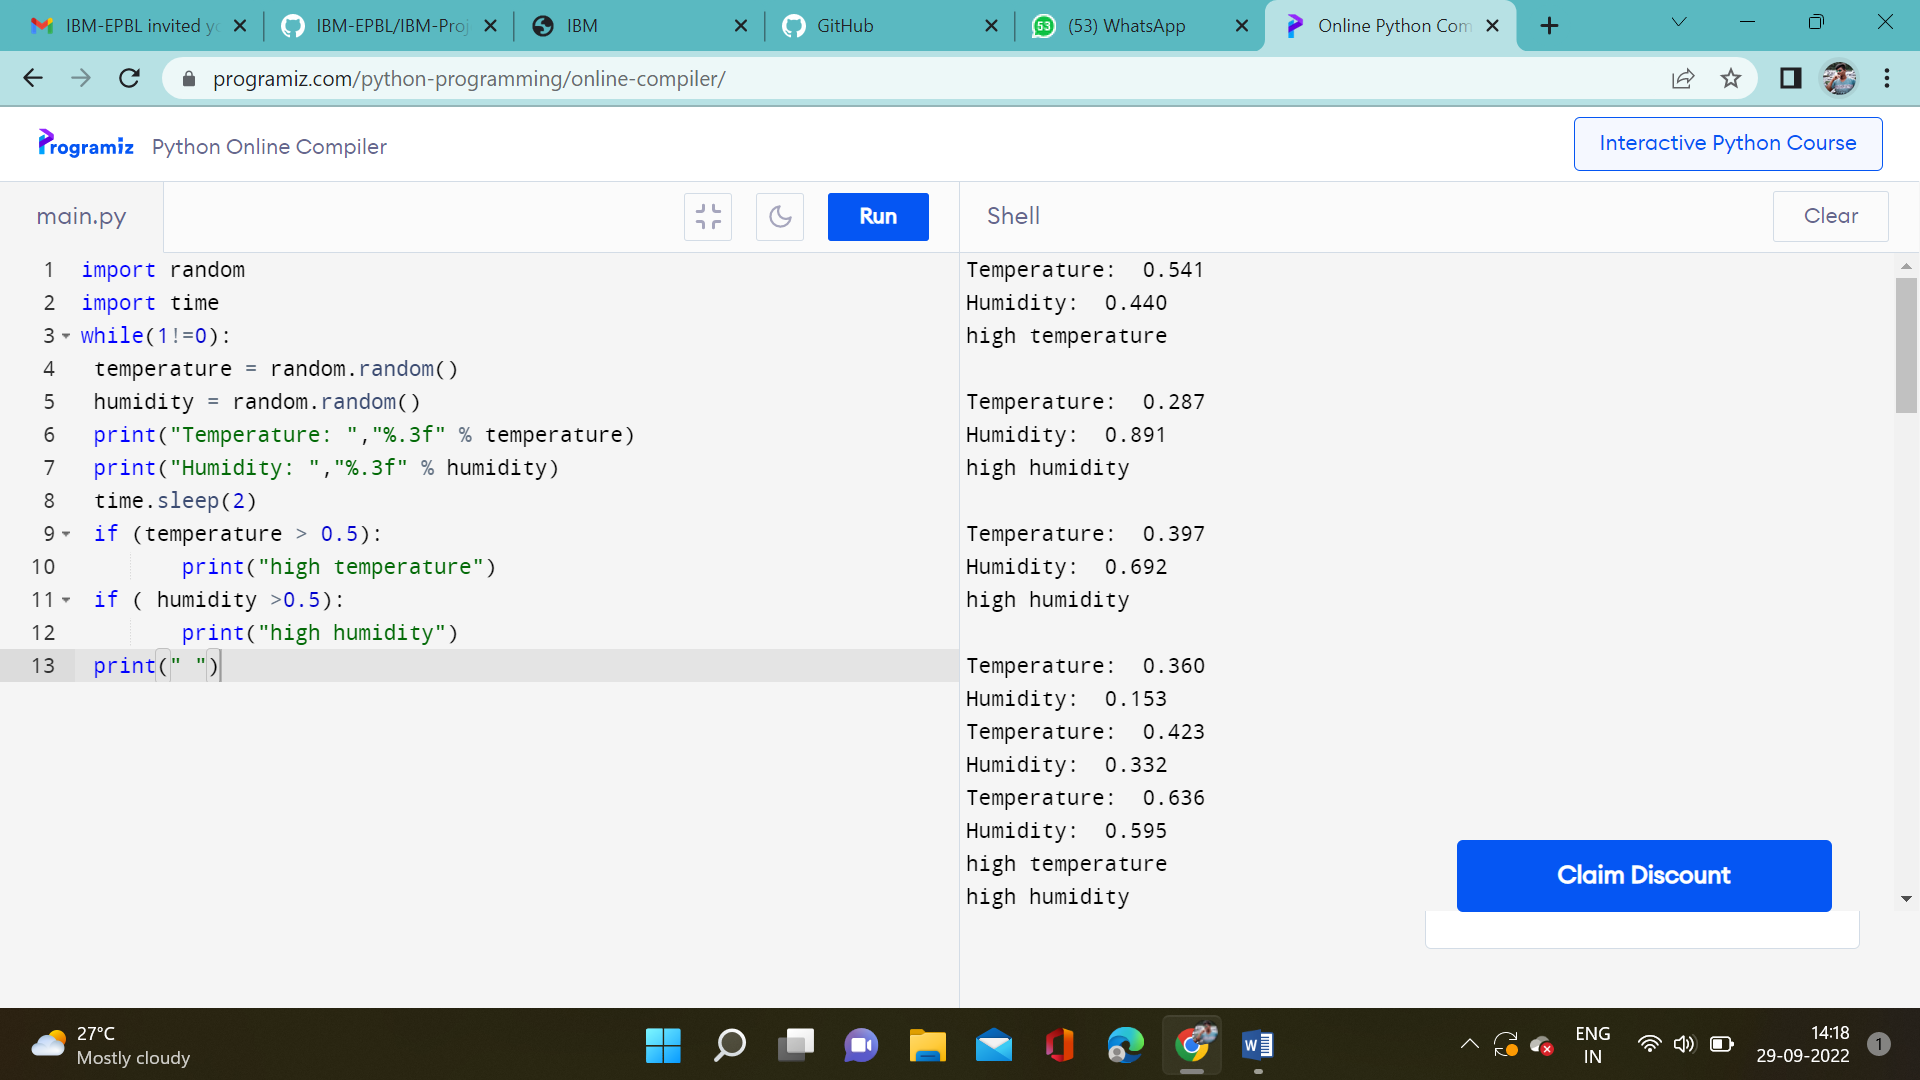 IBM-EPBL invited yo
IBM-EPBL/IBM-Proj
IBM
GitHub
53
(53) WhatsApp
Online Python Com
programiz.com/python-programming/online-compiler/
Programiz Python Online Compiler
Interactive Python Course
main.py
Run
Shell
Clear
1 import random
2 import time
3 while(1!=0):
4 temperature = random.random()
5 humidity = random.random()
6 print("Temperature: ","%.3f" % temperature)
7 print("Humidity: ","%.3f" % humidity)
8 time.sleep(2)
9 if (temperature > 0.5):
10 print("high temperature")
11 if ( humidity >0.5):
12 print("high humidity")
13 print(" ")
Temperature:  0.541
Humidity:  0.440
high temperature
Temperature:  0.287
Humidity:  0.891
high humidity
Temperature:  0.397
Humidity:  0.692
high humidity
Temperature:  0.360
Humidity:  0.153
Temperature:  0.423
Humidity:  0.332
Temperature:  0.636
Humidity:  0.595
high temperature
high humidity
Claim Discount
27°C
Mostly cloudy
W
ENG
IN
14:18
29-09-2022
1